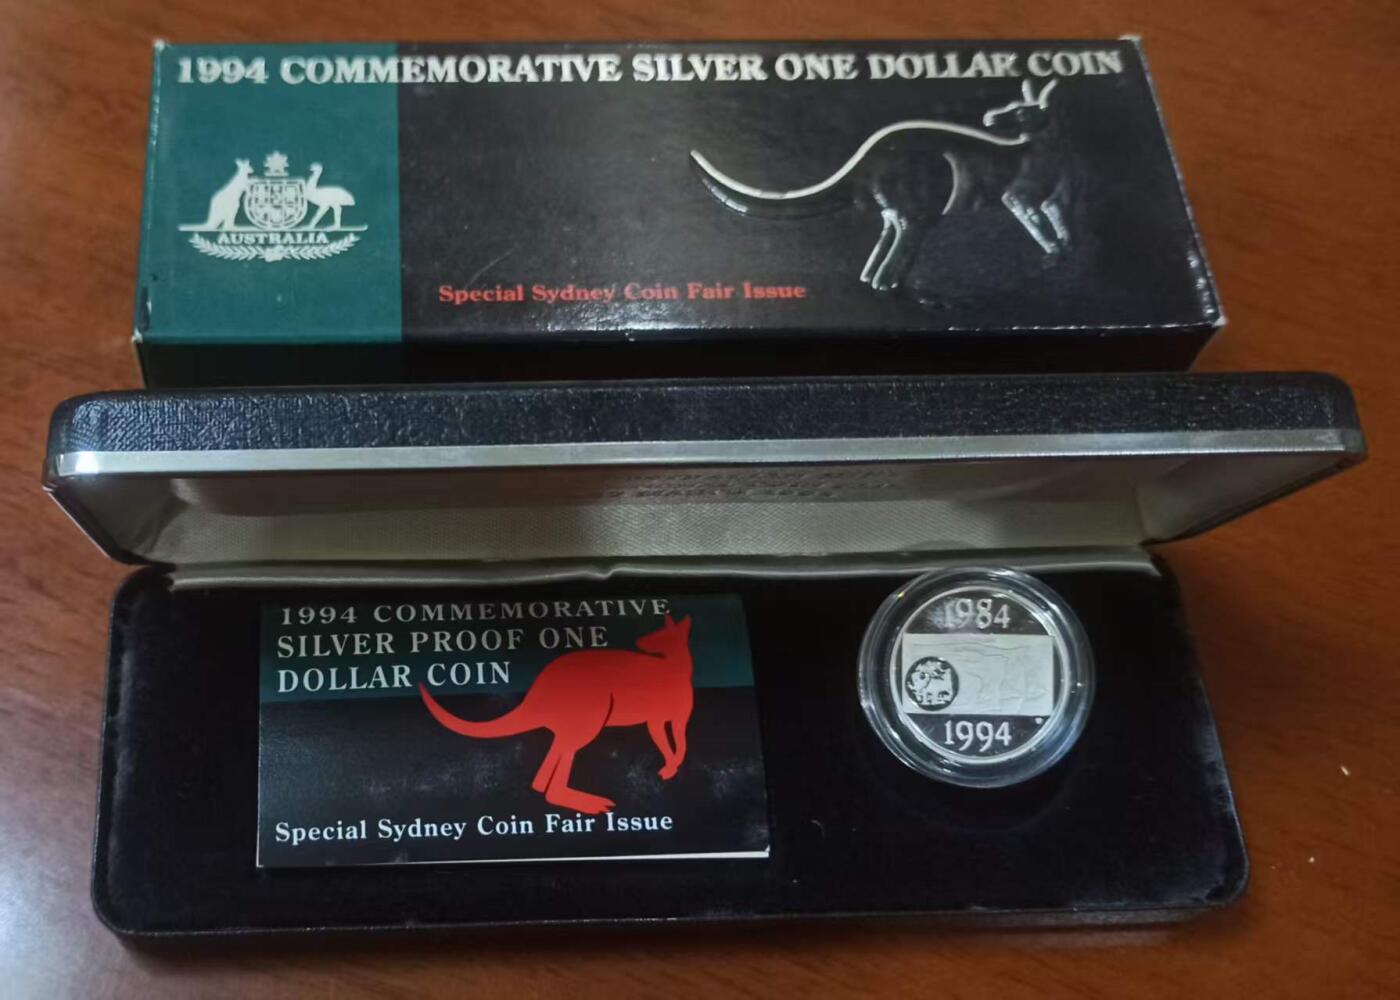 1994 COMMEMORATIVE SILVER ONE DOLLAR COIN
AUSTRALIA
Special Sydney Coin Fair Issue
1994 COMMEMORATIVE
SILVER PROOF ONE
DOLLAR COIN
Special Sydney Coin Fair Issue
1984
1994